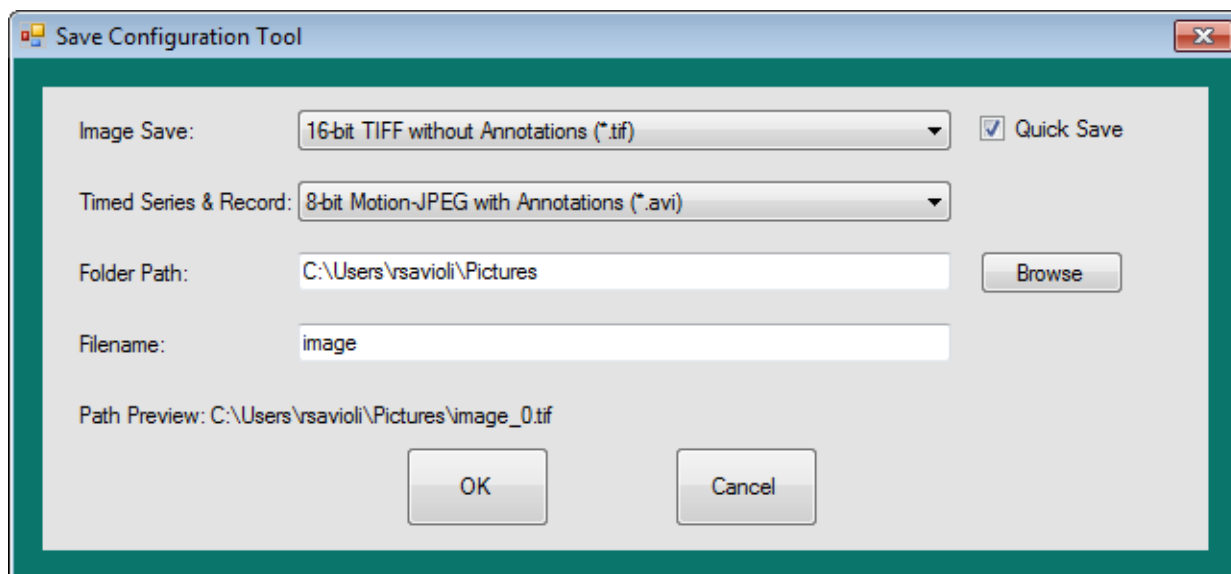 Save Configuration Tool
Image Save: 16-bit TIFF without Annotations (*.tif) Quick Save
Timed Series & Record: 8-bit Motion-JPEG with Annotations (*.avi)
Folder Path: C:\Users\rsavioli\Pictures Browse
Filename: image
Path Preview: C:\Users\rsavioli\Pictures\image_0.tif
OK Cancel